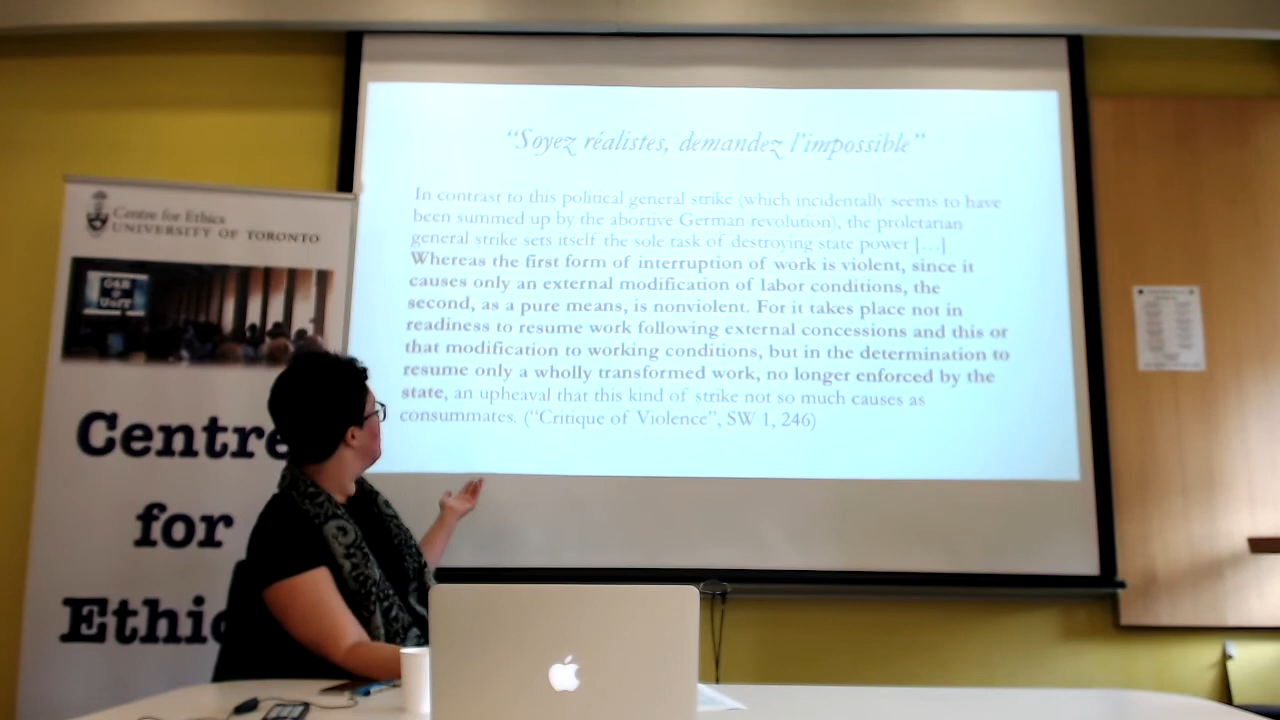 “Soyez réalistes, demandez l’impossible”
In contrast to this political general strike (which incidentally seems to have
been summed up by the abortive German revolution), the proletarian
general strike sets itself the sole task of destroying state power [...]
Whereas the first form of interruption of work is violent, since it
causes only an external modification of labor conditions, the
second, as a pure means, is nonviolent. For it takes place not in
readiness to resume work following external concessions and this or
that modification to working conditions, but in the determination to
resume only a wholly transformed work, no longer enforced by the
state, an upheaval that this kind of strike not so much causes as
consummates. (“Critique of Violence”, SW 1, 246)
Centre for Ethics
UNIVERSITY OF TORONTO
C4E
@
UofT
Centre
for
Ethic